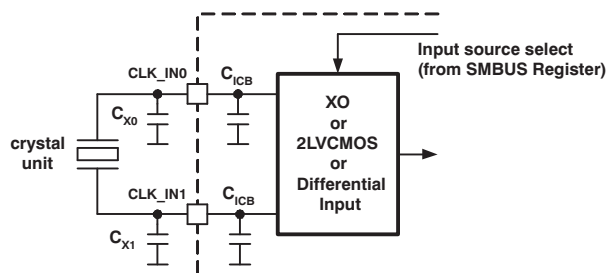 Input source select
(from SMBUS Register)
CLK_IN0
C_ICB
C_X0
crystal
unit
XO
or
2LVCMOS
or
Differential
Input
CLK_IN1
C_ICB
C_X1